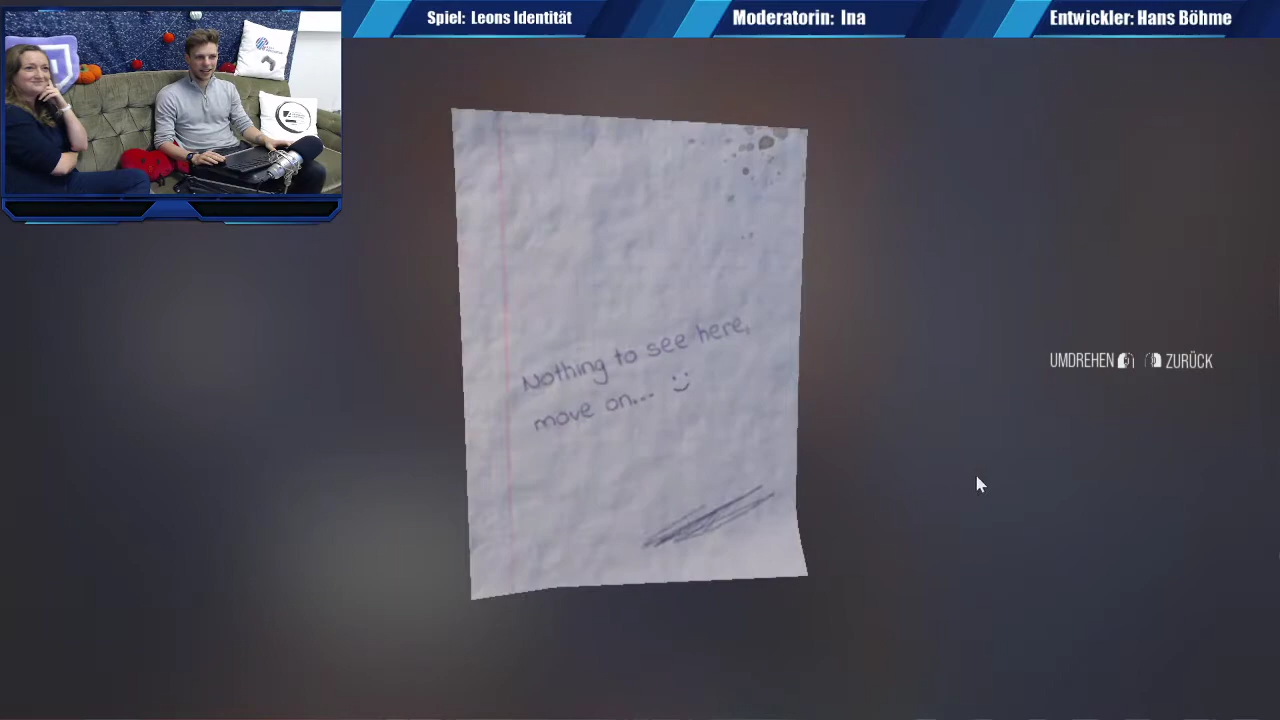 Spiel: Leons Identität
Moderatorin: Ina
Entwickler: Hans Böhme
Nothing to see here,
move on... :)
UMDREHEN ZURÜCK